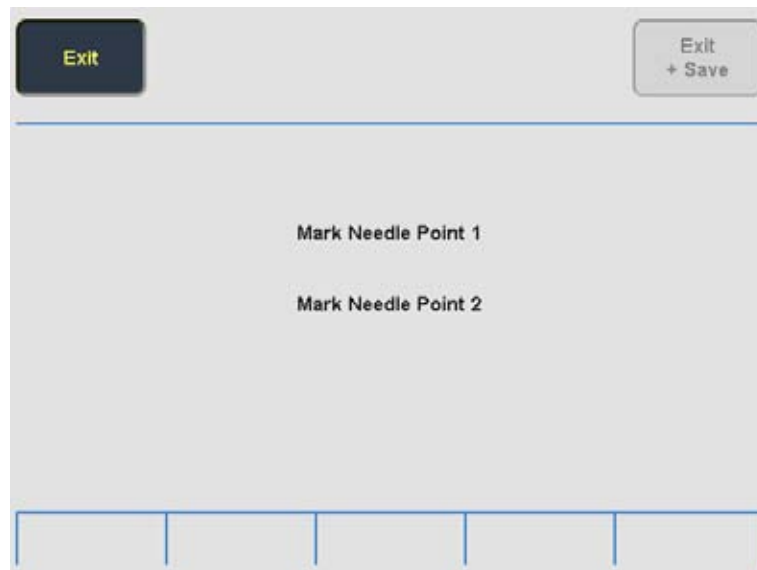 Exit
Exit
+ Save
Mark Needle Point 1
Mark Needle Point 2